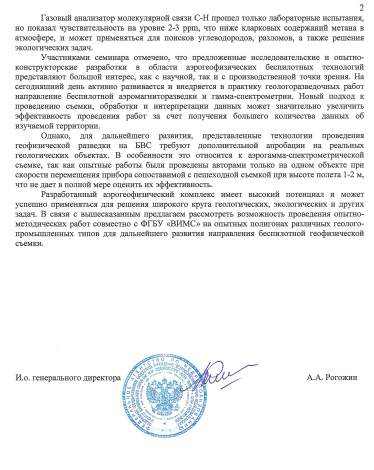 2
Газовый анализатор молекулярной связи C-H прошел только лабораторные испытания,
но показал чувствительность на уровне 2-3 ppm, что ниже кларковых содержаний метана в
атмосфере, и может применяться для поисков углеводородов, разломов, а также решения
экологических задач.
Участниками семинара отмечено, что предложенные исследовательские и опытно-
конструкторские разработки в области аэрогеофизических беспилотных технологий
представляют большой интерес, как с научной, так и с производственной точки зрения. На
сегодняшний день активно развивается и внедряется в практику геологоразведочных работ
направление беспилотной аэромагнитразведки и гамма-спектрометрии. Новый подход к
проведению съемки, обработки и интерпретации данных может значительно увеличить
эффективность проведения работ за счет получения большего количества данных об
изучаемой территории.
Однако, для дальнейшего развития, представленные технологии проведения
геофизической разведки на БВС требуют дополнительной апробации на реальных
геологических объектах. В особенности это относится к аэрогамма-спектрометрической
съемке, так как опытные работы были проведены авторами только на одном объекте при
скорости перемещения прибора сопоставимой с пешеходной съемкой при высоте полета 1-2 м,
что не дает в полной мере оценить их эффективность.
Разработанный аэрогеофизический комплекс имеет высокий потенциал и может
успешно применяться для решения широкого круга геологических, экологических и других
задач. В связи с вышесказанным предлагаем рассмотреть возможность проведения опытно-
методических работ совместно с ФГБУ «ВИМС» на опытных полигонах различных геолого-
промышленных типов для дальнейшего развития направления беспилотной геофизической
съемки.
И.о. генерального директора
А.А. Рогожин